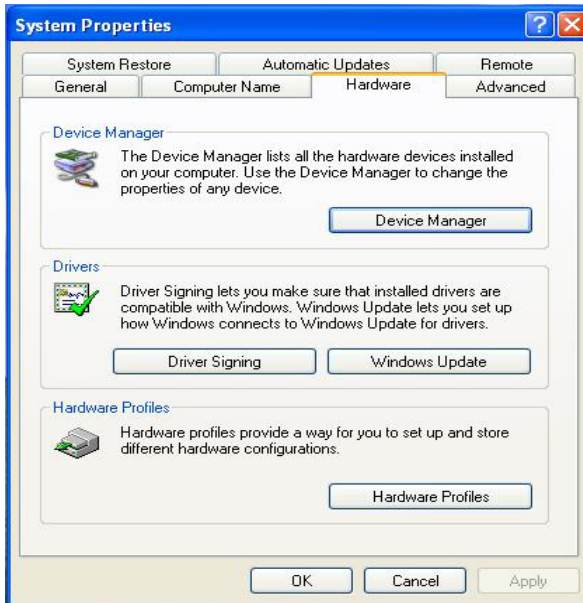 System Properties
System Restore Automatic Updates Remote
General Computer Name Hardware Advanced
Device Manager
The Device Manager lists all the hardware devices installed
on your computer. Use the Device Manager to change the
properties of any device.
Device Manager
Drivers
Driver Signing lets you make sure that installed drivers are
compatible with Windows. Windows Update lets you set up
how Windows connects to Windows Update for drivers.
Driver Signing Windows Update
Hardware Profiles
Hardware profiles provide a way for you to set up and store
different hardware configurations.
Hardware Profiles
OK Cancel Apply